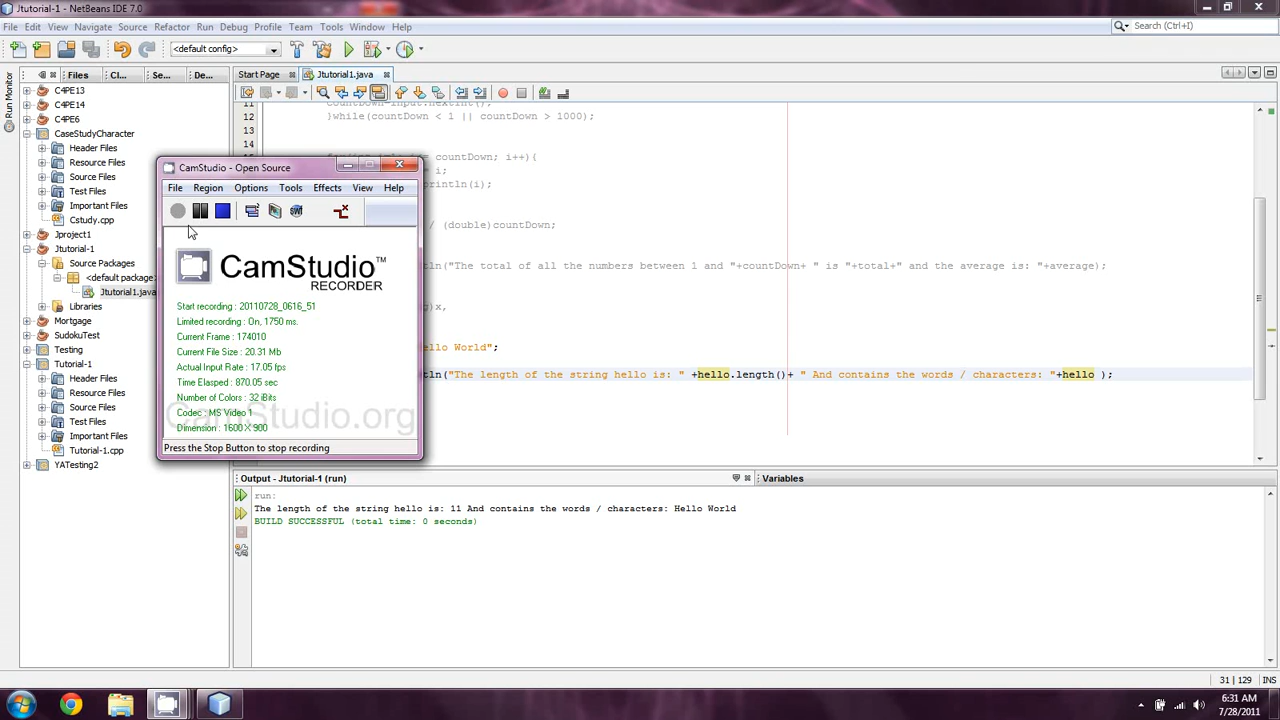 Jtutorial-1 - NetBeans IDE 7.0
File Edit View Navigate Source Refactor Run Debug Profile Team Tools Window Help
Search (Ctrl+I)
<default config>
Run Monitor
Files Cl... Se... De...
Start Page Jtutorial1.java
C4PE13
C4PE14
C4PE6
CaseStudyCharacter
Header Files
Resource Files
Source Files
Test Files
Important Files
Cstudy.cpp
Jproject1
Jtutorial-1
Source Packages
<default package>
Jtutorial1.java
Libraries
Mortgage
SudokuTest
Testing
Tutorial-1
Header Files
Resource Files
Source Files
Test Files
Important Files
Tutorial-1.cpp
YATesting2
CamStudio - Open Source
File Region Options Tools Effects View Help
CamStudio™
RECORDER
Start recording : 20110728_0616_51
Limited recording : On, 1750 ms.
Current Frame : 174010
Current File Size : 20.31 Mb
Actual Input Rate : 17.05 fps
Time Elasped : 870.05 sec
Number of Colors : 32 iBits
Codec : MS Video 1
Dimension : 1600 X 900
CamStudio.org
Press the Stop Button to stop recording
11
12 }while(countDown < 1 || countDown > 1000);
13
countDown; i++){
= i;
println(i);
/ (double)countDown;
ln("The total of all the numbers between 1 and "+countDown+ " is "+total+" and the average is: "+average);
g)x,
ello World";
tln("The length of the string hello is: " +hello.length()+ " And contains the words / characters: "+hello );
Output - Jtutorial-1 (run)
Variables
run:
The length of the string hello is: 11 And contains the words / characters: Hello World
BUILD SUCCESSFUL (total time: 0 seconds)
31 | 129 INS
6:31 AM
7/28/2011